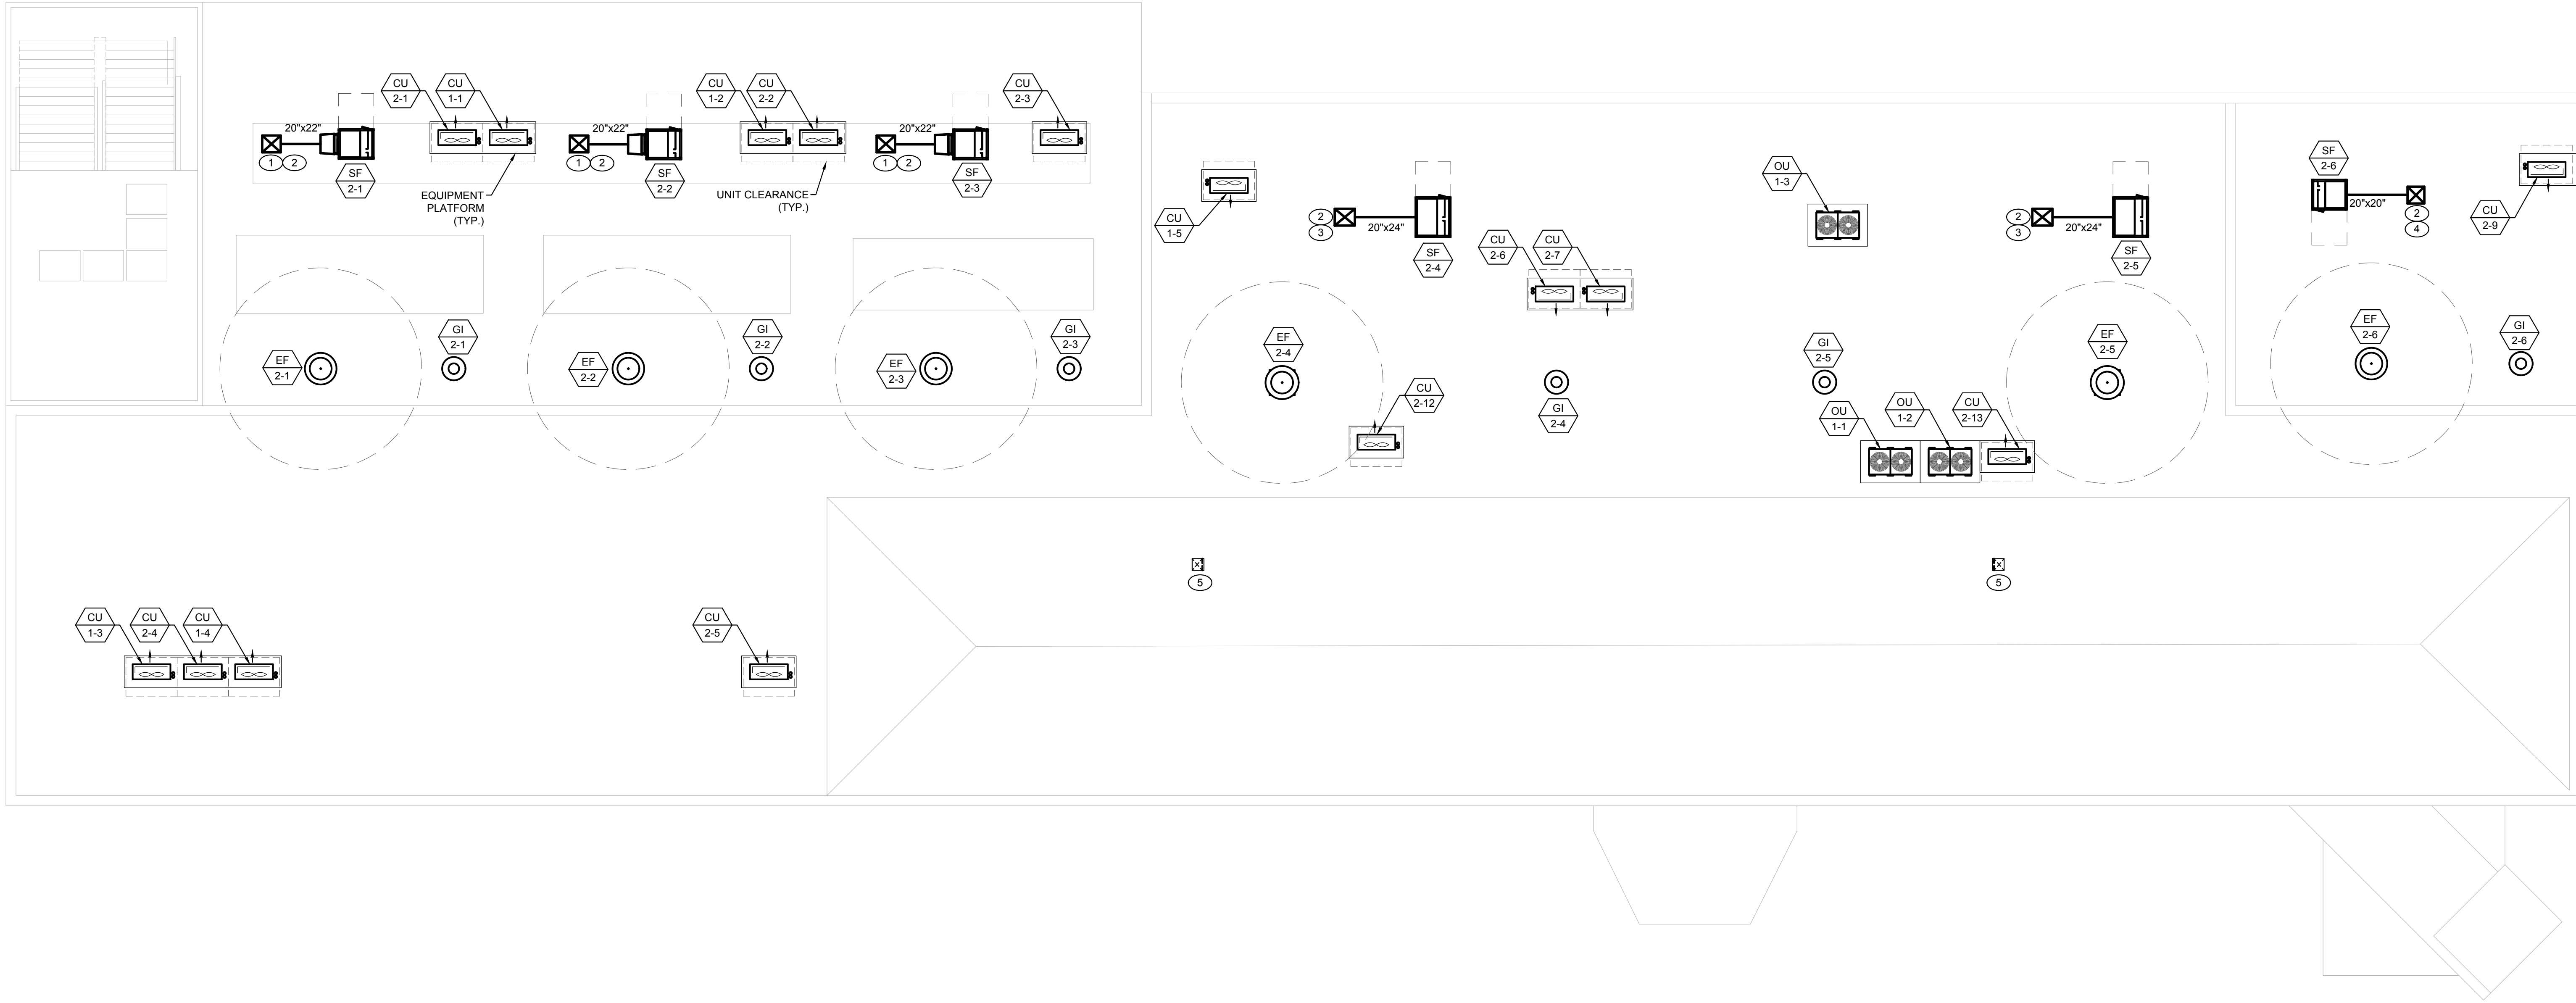 CU
2-1
CU
1-1
CU
1-2
CU
2-2
CU
2-3
20"x22"
20"x22"
20"x22"
1
2
1
2
1
2
SF
2-1
SF
2-2
SF
2-3
EQUIPMENT
PLATFORM
(TYP.)
UNIT CLEARANCE
(TYP.)
SF
2-6
20"x20"
2
4
CU
2-9
OU
1-3
CU
1-5
2
3
20"x24"
SF
2-4
CU
2-6
CU
2-7
2
3
20"x24"
SF
2-5
EF
2-1
GI
2-1
EF
2-2
GI
2-2
EF
2-3
GI
2-3
EF
2-4
GI
2-5
EF
2-5
EF
2-6
GI
2-6
CU
2-12
GI
2-4
OU
1-1
OU
1-2
CU
2-13
5
5
CU
1-3
CU
2-4
CU
1-4
CU
2-5